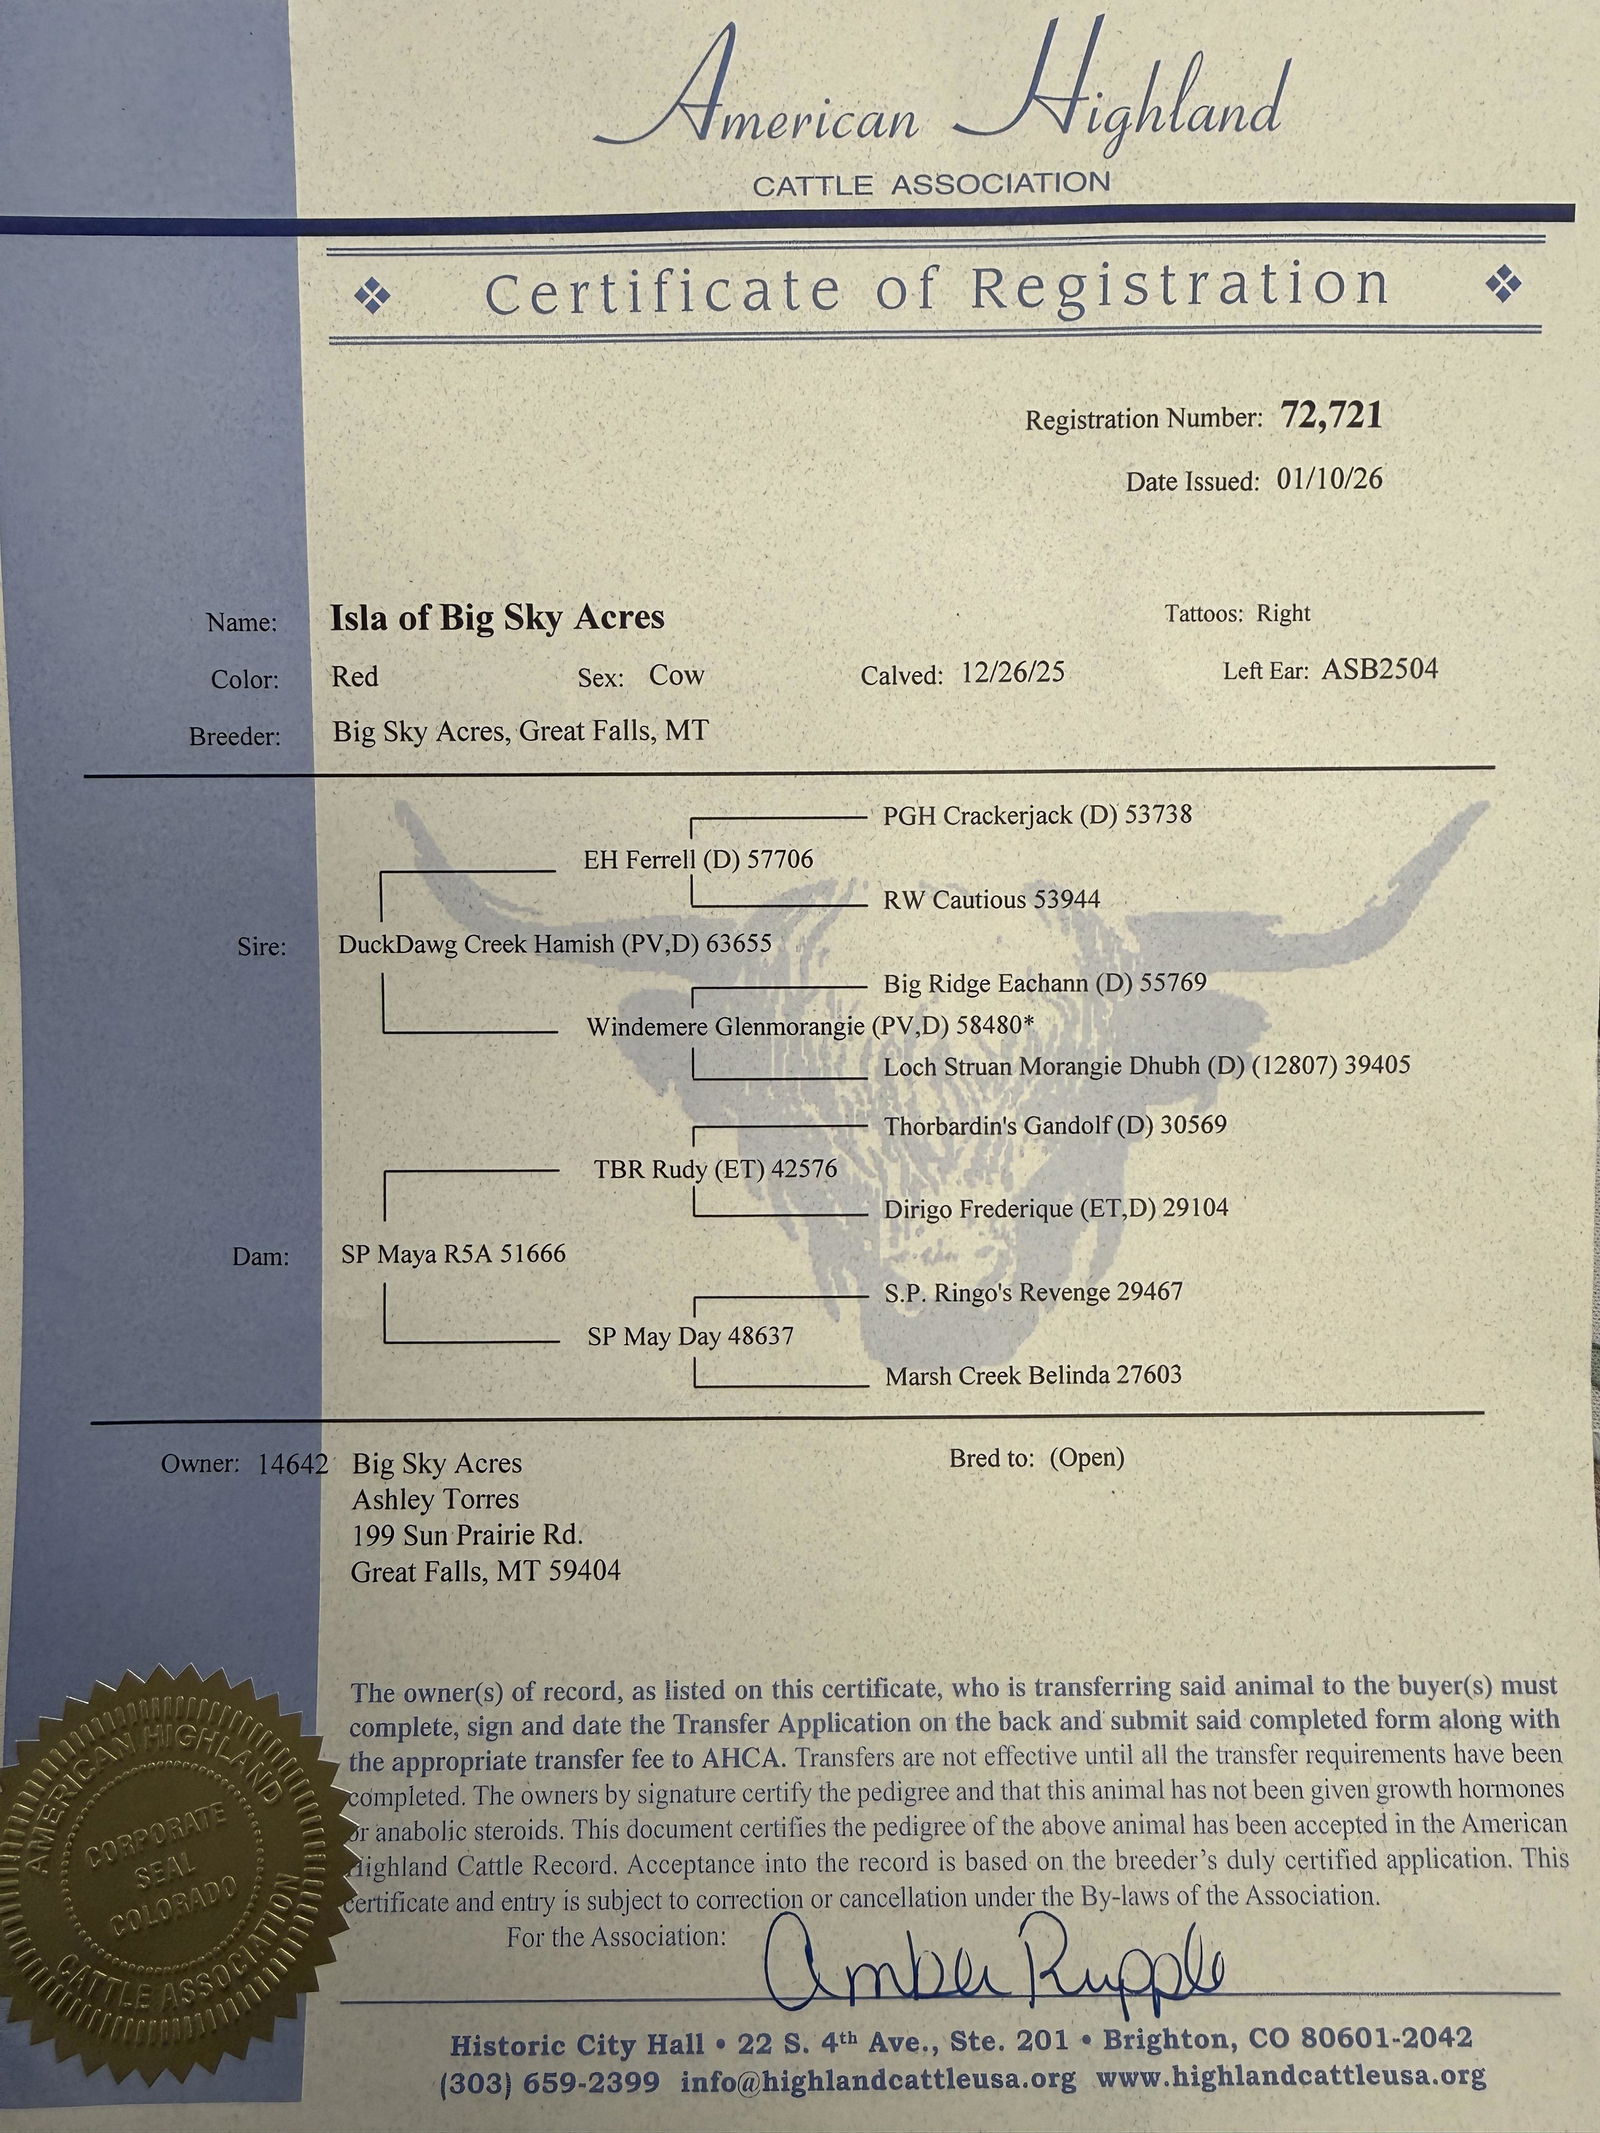 American Highland
CATTLE ASSOCIATION
Certificate of Registration
Registration Number: 72,721
Date Issued: 01/10/26
Name: Isla of Big Sky Acres Tattoos: Right
Color: Red Sex: Cow Calved: 12/26/25 Left Ear: ASB2504
Breeder: Big Sky Acres, Great Falls, MT
PGH Crackerjack (D) 53738
EH Ferrell (D) 57706
RW Cautious 53944
Sire: DuckDawg Creek Hamish (PV,D) 63655
Big Ridge Eachann (D) 55769
Windemere Glenmorangie (PV,D) 58480*
Loch Struan Morangie Dhubh (D) (12807) 39405
Thorbardin's Gandolf (D) 30569
TBR Rudy (ET) 42576
Dirigo Frederique (ET,D) 29104
Dam: SP Maya R5A 51666
S.P. Ringo's Revenge 29467
SP May Day 48637
Marsh Creek Belinda 27603
Owner: 14642 Big Sky Acres Bred to: (Open)
Ashley Torres
199 Sun Prairie Rd.
Great Falls, MT 59404
The owner(s) of record, as listed on this certificate, who is transferring said animal to the buyer(s) must
complete, sign and date the Transfer Application on the back and submit said completed form along with
the appropriate transfer fee to AHCA. Transfers are not effective until all the transfer requirements have been
completed. The owners by signature certify the pedigree and that this animal has not been given growth hormones
or anabolic steroids. This document certifies the pedigree of the above animal has been accepted in the American
Highland Cattle Record. Acceptance into the record is based on the breeder's duly certified application. This
certificate and entry is subject to correction or cancellation under the By-laws of the Association.
For the Association: Amber Rupple
AMERICAN HIGHLAND
CATTLE ASSOCIATION
CORPORATE
SEAL
COLORADO
Historic City Hall • 22 S. 4th Ave., Ste. 201 • Brighton, CO 80601-2042
(303) 659-2399 info@highlandcattleusa.org www.highlandcattleusa.org